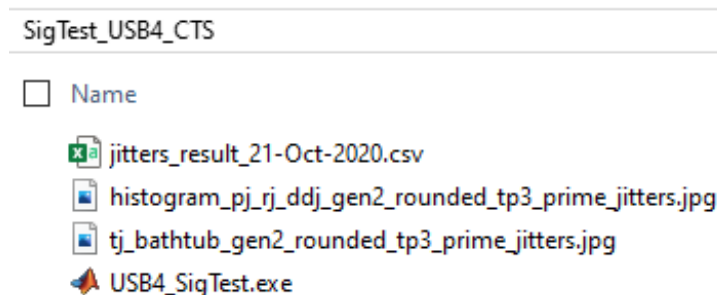 SigTest_USB4_CTS
Name
jitters_result_21-Oct-2020.csv
histogram_pj_rj_ddj_gen2_rounded_tp3_prime_jitters.jpg
tj_bathtub_gen2_rounded_tp3_prime_jitters.jpg
USB4_SigTest.exe